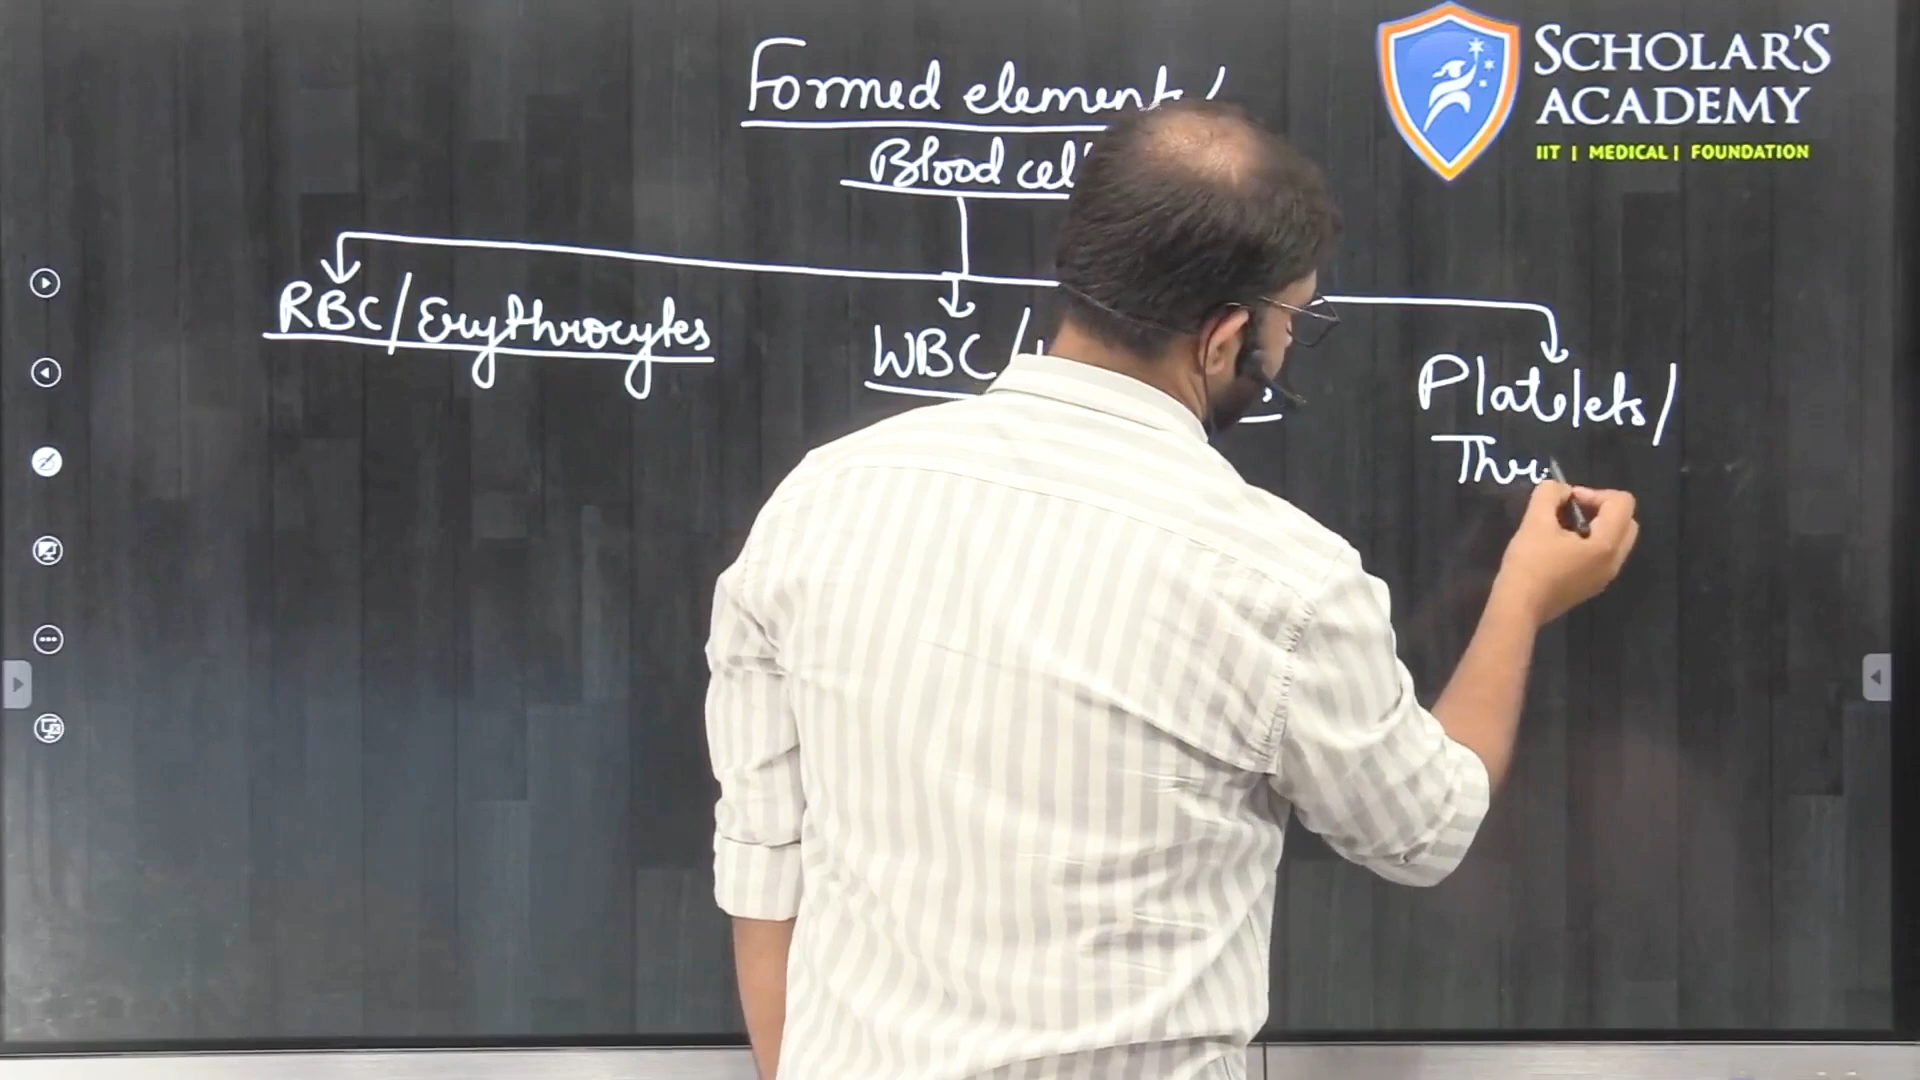 Formed element /
Blood cel
RBC/Erythrocytes
WBC/
Platelets/
Thr
SCHOLAR'S
ACADEMY
IIT | MEDICAL | FOUNDATION